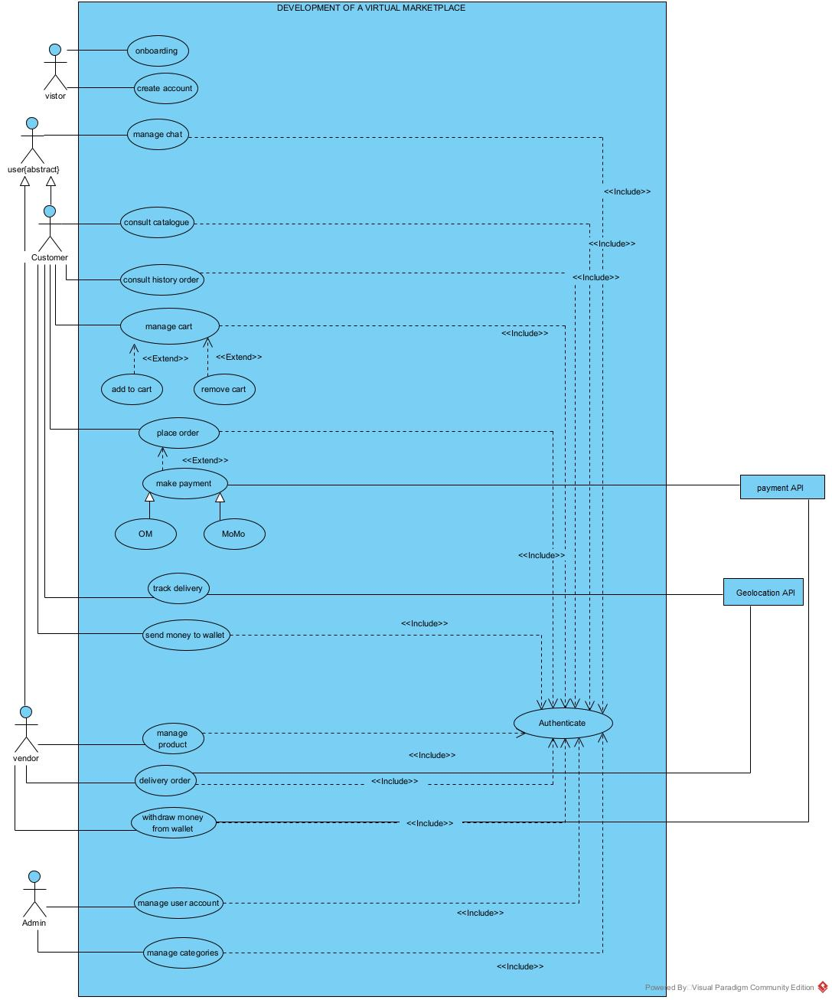 DEVELOPMENT OF A VIRTUAL MARKETPLACE
onboarding
create account
vistor
manage chat
user{abstract}
<<Include>>
consult catalogue
<<Include>>
Customer
consult history order
<<Include>>
manage cart
<<Include>>
<<Extend>>
<<Extend>>
add to cart
remove cart
place order
<<Extend>>
make payment
payment API
OM
MoMo
<<Include>>
track delivery
Geolocation API
<<Include>>
send money to wallet
Authenticate
manage
product
vendor
<<Include>>
delivery order
<<Include>>
withdraw money
from wallet
<<Include>>
manage user account
<<Include>>
Admin
manage categories
<<Include>>
Powered By Visual Paradigm Community Edition